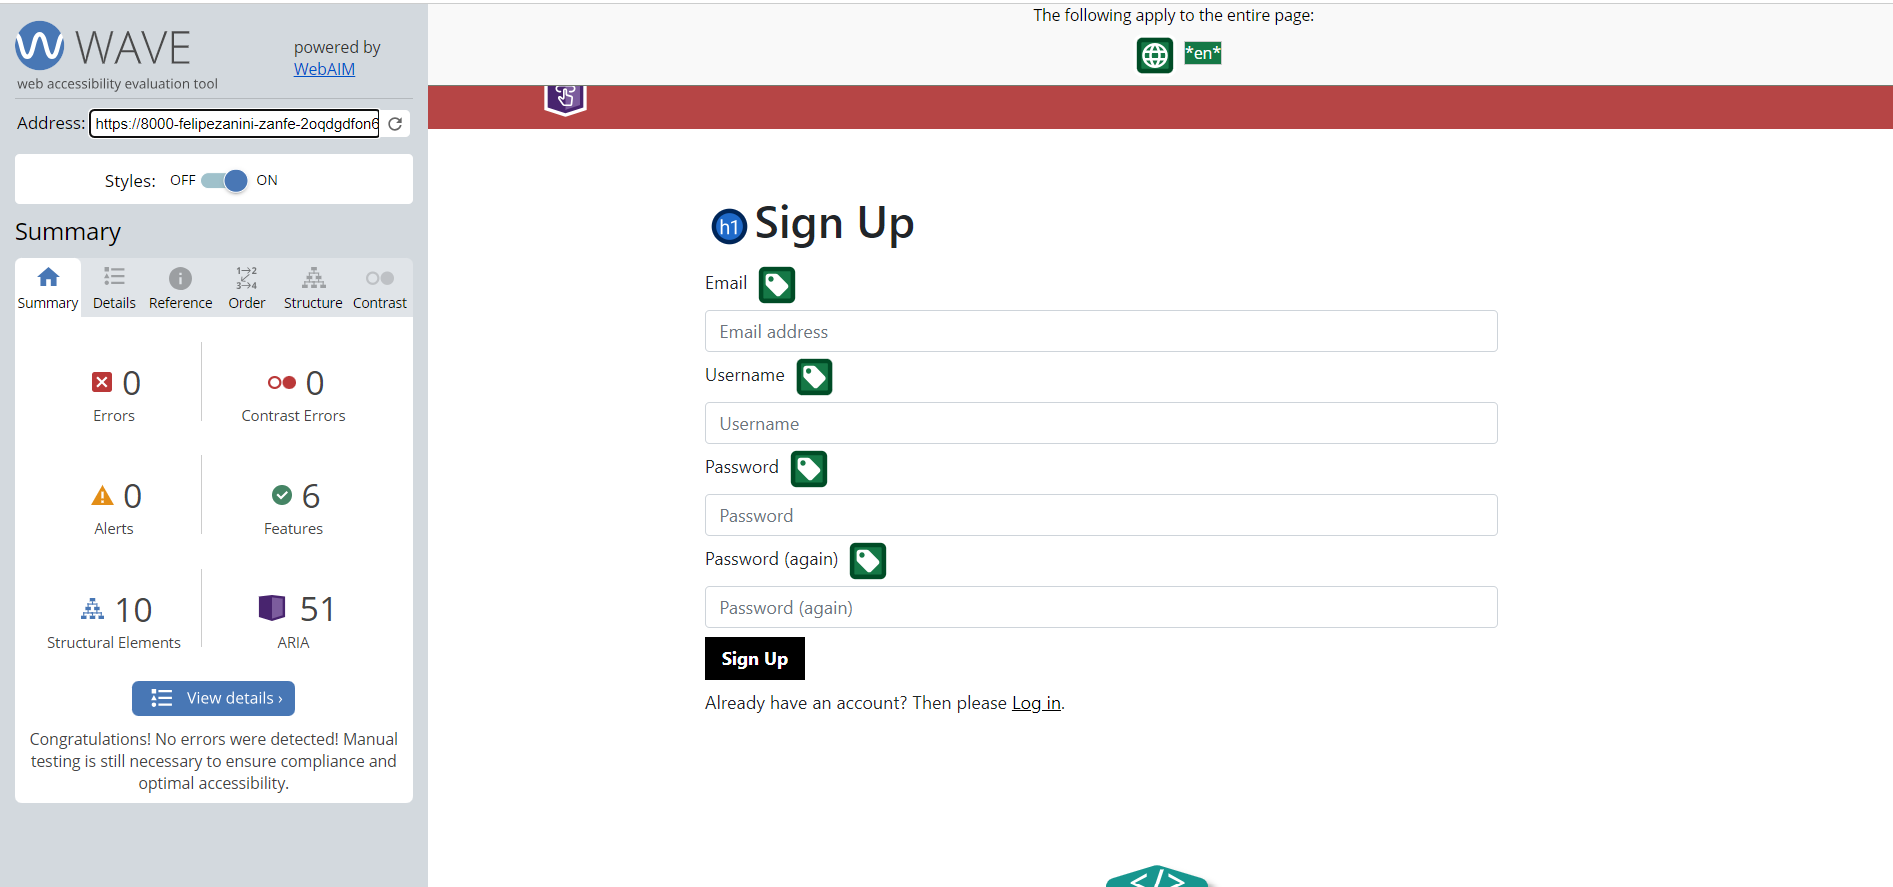 WAVE
web accessibility evaluation tool
powered by
WebAIM
Address: https://8000-felipezanini-zanfe-2oqdgdfon6
Styles: OFF ON
Summary
Summary Details Reference Order Structure Contrast
0
Errors
0
Contrast Errors
0
Alerts
6
Features
10
Structural Elements
51
ARIA
View details ›
Congratulations! No errors were detected! Manual
testing is still necessary to ensure compliance and
optimal accessibility.
The following apply to the entire page:
*en*
h1 Sign Up
Email
Email address
Username
Username
Password
Password
Password (again)
Password (again)
Sign Up
Already have an account? Then please Log in.